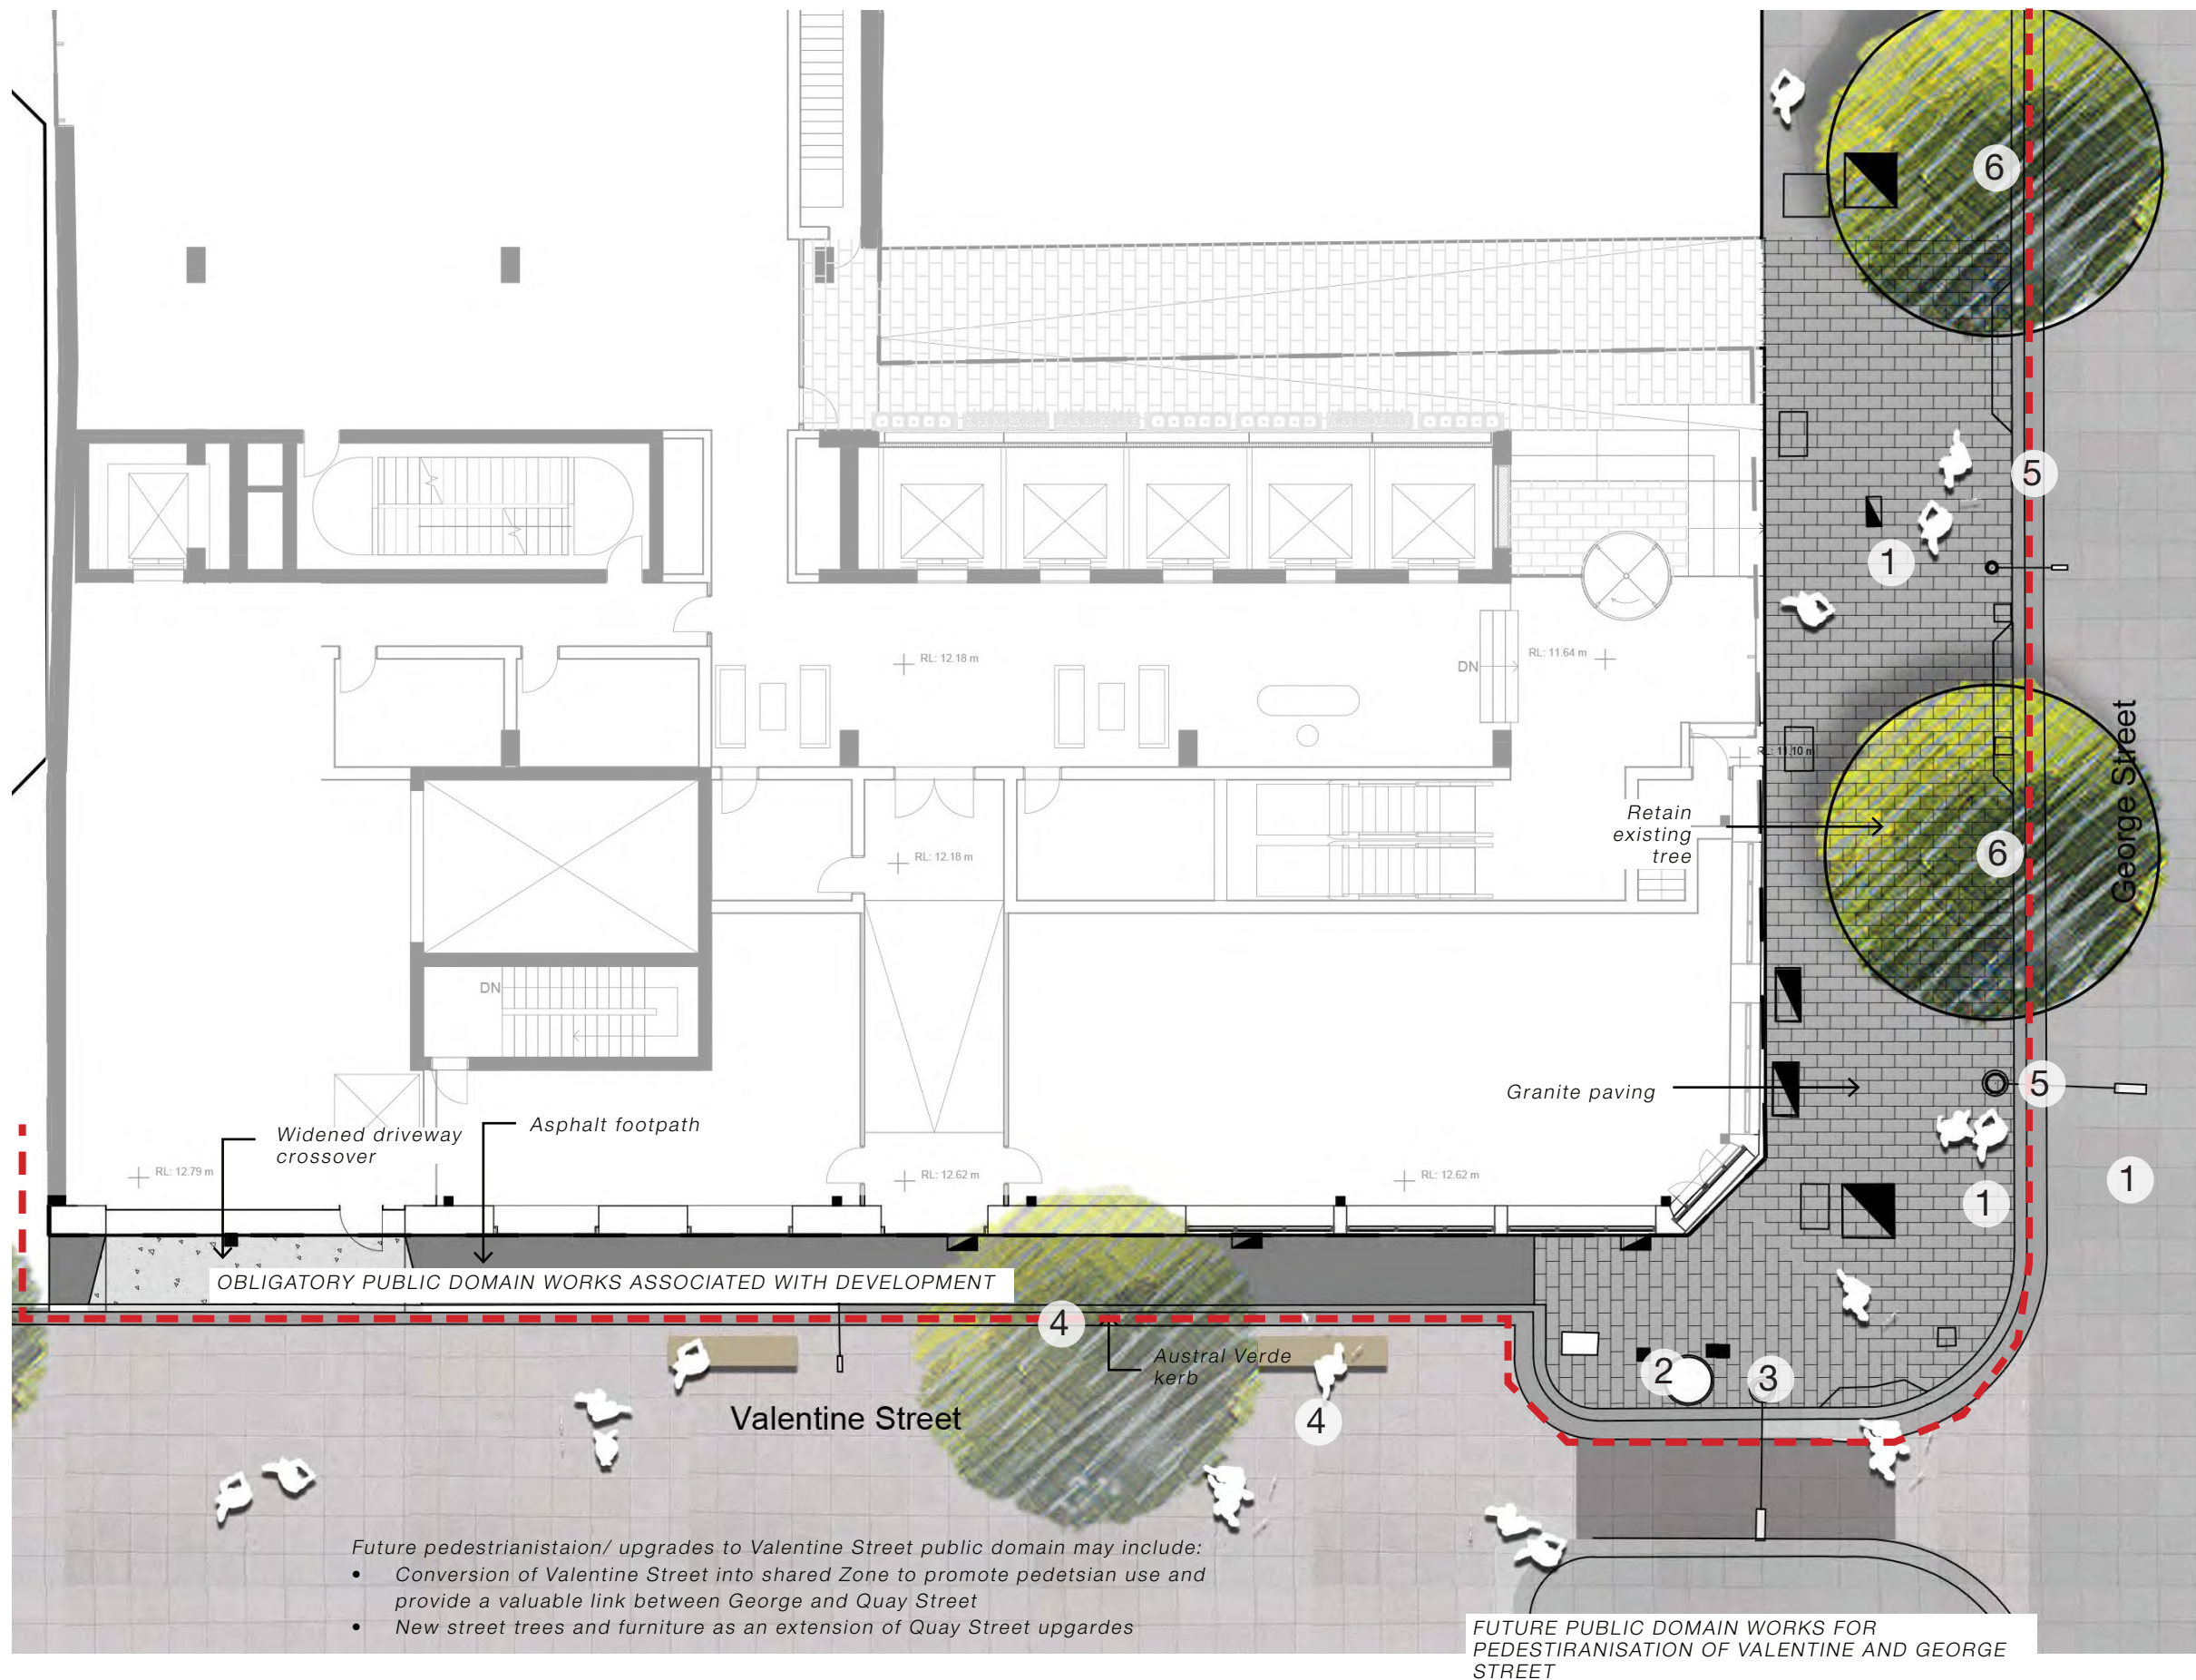 6
5
1
RL: 12.18 m
DN
RL: 11.64 m
George Street
RL: 11.10 m
Retain
existing
tree
6
RL: 12.18 m
DN
Granite paving
5
Widened driveway
crossover
Asphalt footpath
RL: 12.79 m
RL: 12.62 m
RL: 12.62 m
1
1
OBLIGATORY PUBLIC DOMAIN WORKS ASSOCIATED WITH DEVELOPMENT
4
Austral Verde
kerb
2
3
Valentine Street
4
Future pedestrianistaion/ upgrades to Valentine Street public domain may include:
• Conversion of Valentine Street into shared Zone to promote pedetsian use and
provide a valuable link between George and Quay Street
• New street trees and furniture as an extension of Quay Street upgardes
FUTURE PUBLIC DOMAIN WORKS FOR
PEDESTIRANISATION OF VALENTINE AND GEORGE
STREET